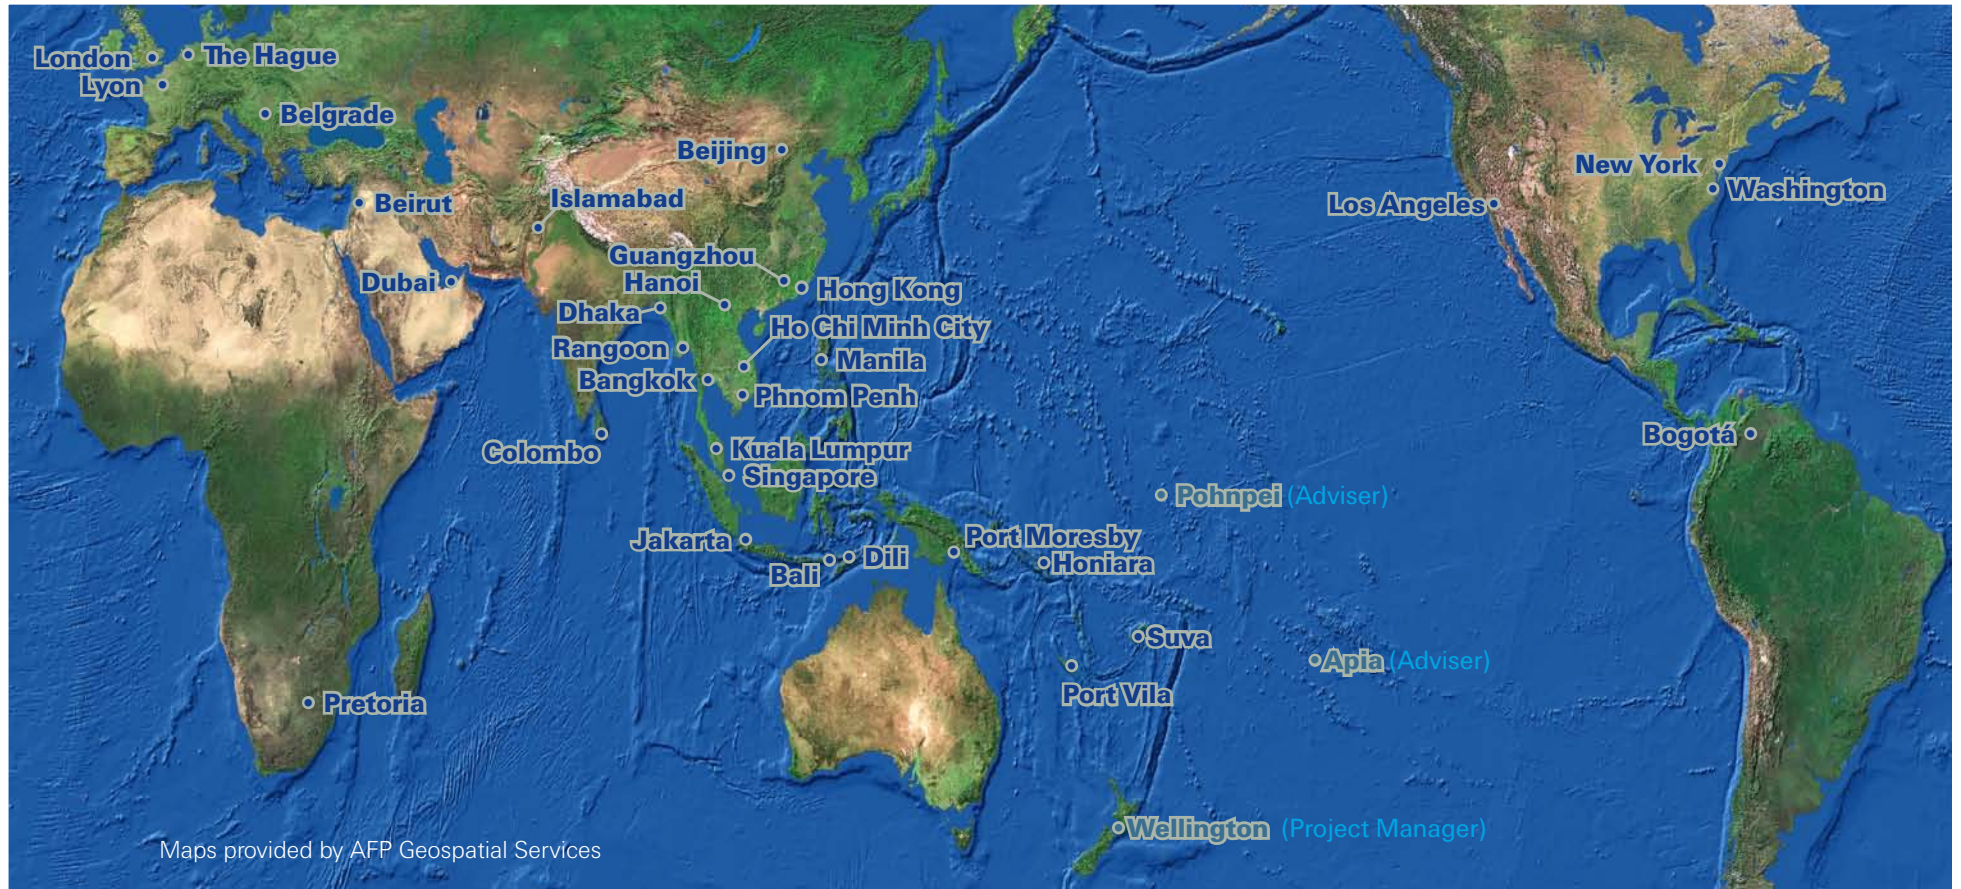 London
The Hague
Lyon
Belgrade
Beijing
New York
Washington
Islamabad
Beirut
Los Angeles
Guangzhou
Dubai
Hanoi
Hong Kong
Dhaka
Ho Chi Minh City
Rangoon
Manila
Bangkok
Phnom Penh
Bogotá
Colombo
Kuala Lumpur
Singapore
Pohnpei (Adviser)
Jakarta
Port Moresby
Dili
Honiara
Bali
Suva
Apia (Adviser)
Port Vila
Pretoria
Wellington (Project Manager)
Maps provided by AFP Geospatial Services